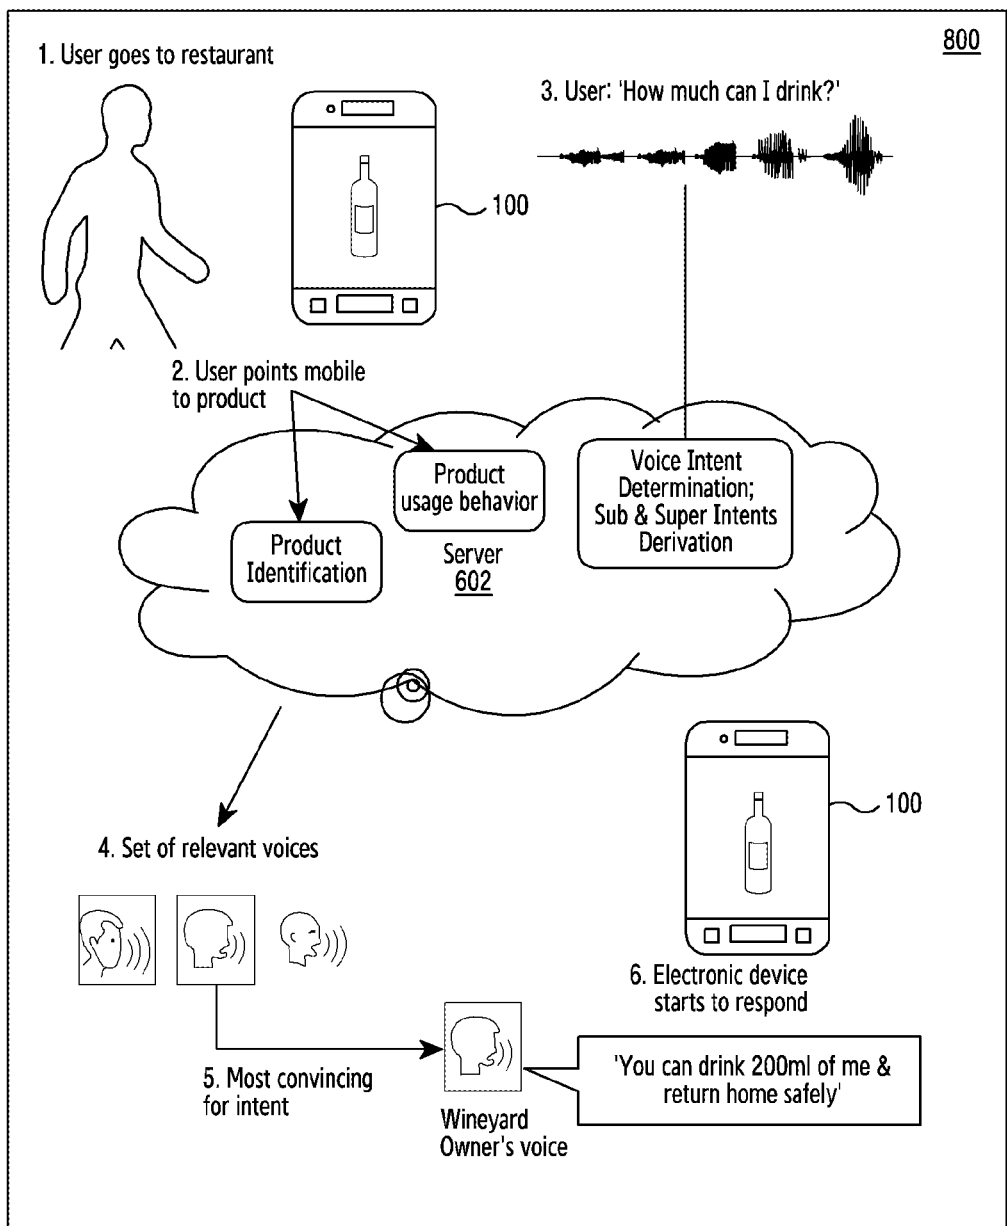 800
1. User goes to restaurant
3. User: 'How much can I drink?'
100
2. User points mobile
to product
Product
usage behavior
Voice Intent
Determination;
Sub & Super Intents
Derivation
Product
Identification
Server
602
4. Set of relevant voices
100
6. Electronic device
starts to respond
5. Most convincing
for intent
Wineyard
Owner's voice
'You can drink 200ml of me &
return home safely'